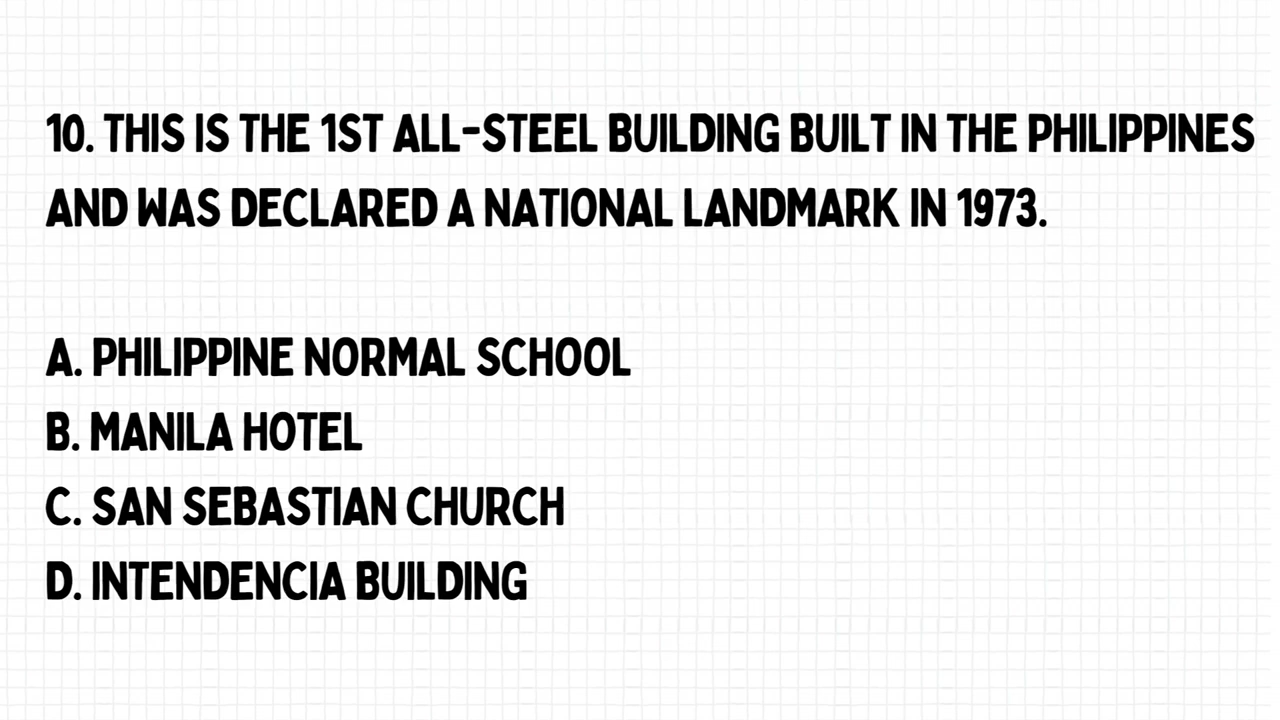 10. THIS IS THE 1ST ALL-STEEL BUILDING BUILT IN THE PHILIPPINES
AND WAS DECLARED A NATIONAL LANDMARK IN 1973.
A. PHILIPPINE NORMAL SCHOOL
B. MANILA HOTEL
C. SAN SEBASTIAN CHURCH
D. INTENDENCIA BUILDING